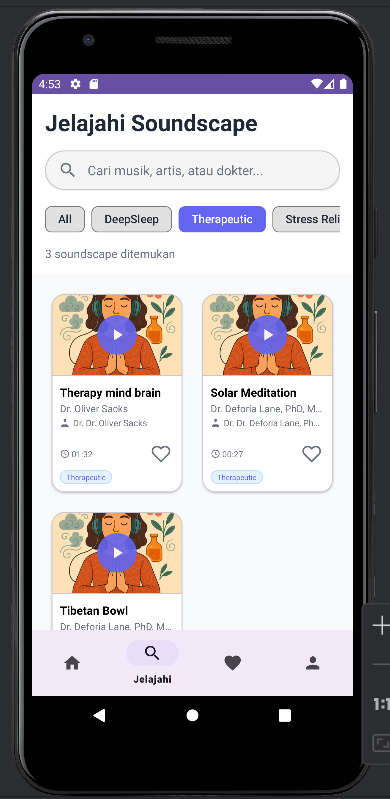 4:53
Jelajahi Soundscape
Cari musik, artis, atau dokter...
All DeepSleep Therapeutic Stress Reli
3 soundscape ditemukan
Therapy mind brain
Dr. Oliver Sacks
Dr. Dr. Oliver Sacks
01:32
Therapeutic
Solar Meditation
Dr. Deforia Lane, PhD, M...
Dr. Dr. Deforia Lane, Ph...
00:27
Therapeutic
Tibetan Bowl
Dr. Deforia Lane, PhD, M...
Jelajahi
1:1